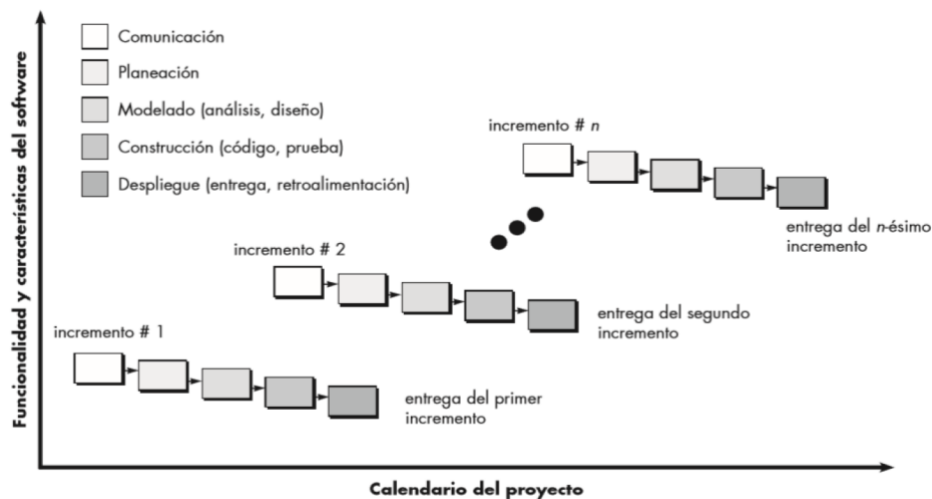 Funcionalidad y características del software
Comunicación
Planeación
Modelado (análisis, diseño)
Construcción (código, prueba)
Despliegue (entrega, retroalimentación)
incremento # n
entrega del n-ésimo
incremento
incremento # 2
entrega del segundo
incremento
incremento # 1
entrega del primer
incremento
Calendario del proyecto